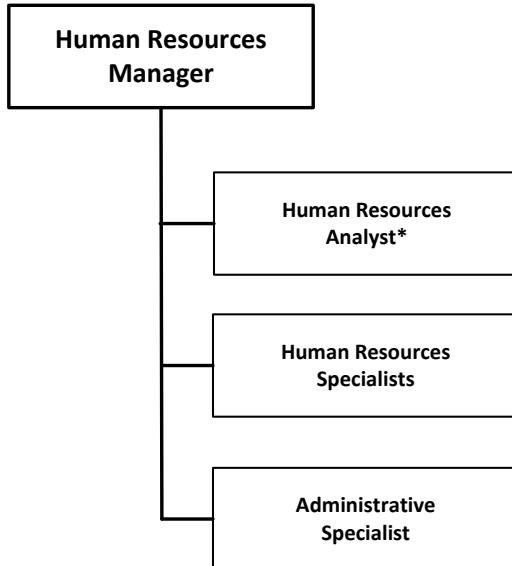 Human Resources
Manager
Human Resources
Analyst*
Human Resources
Specialists
Administrative
Specialist